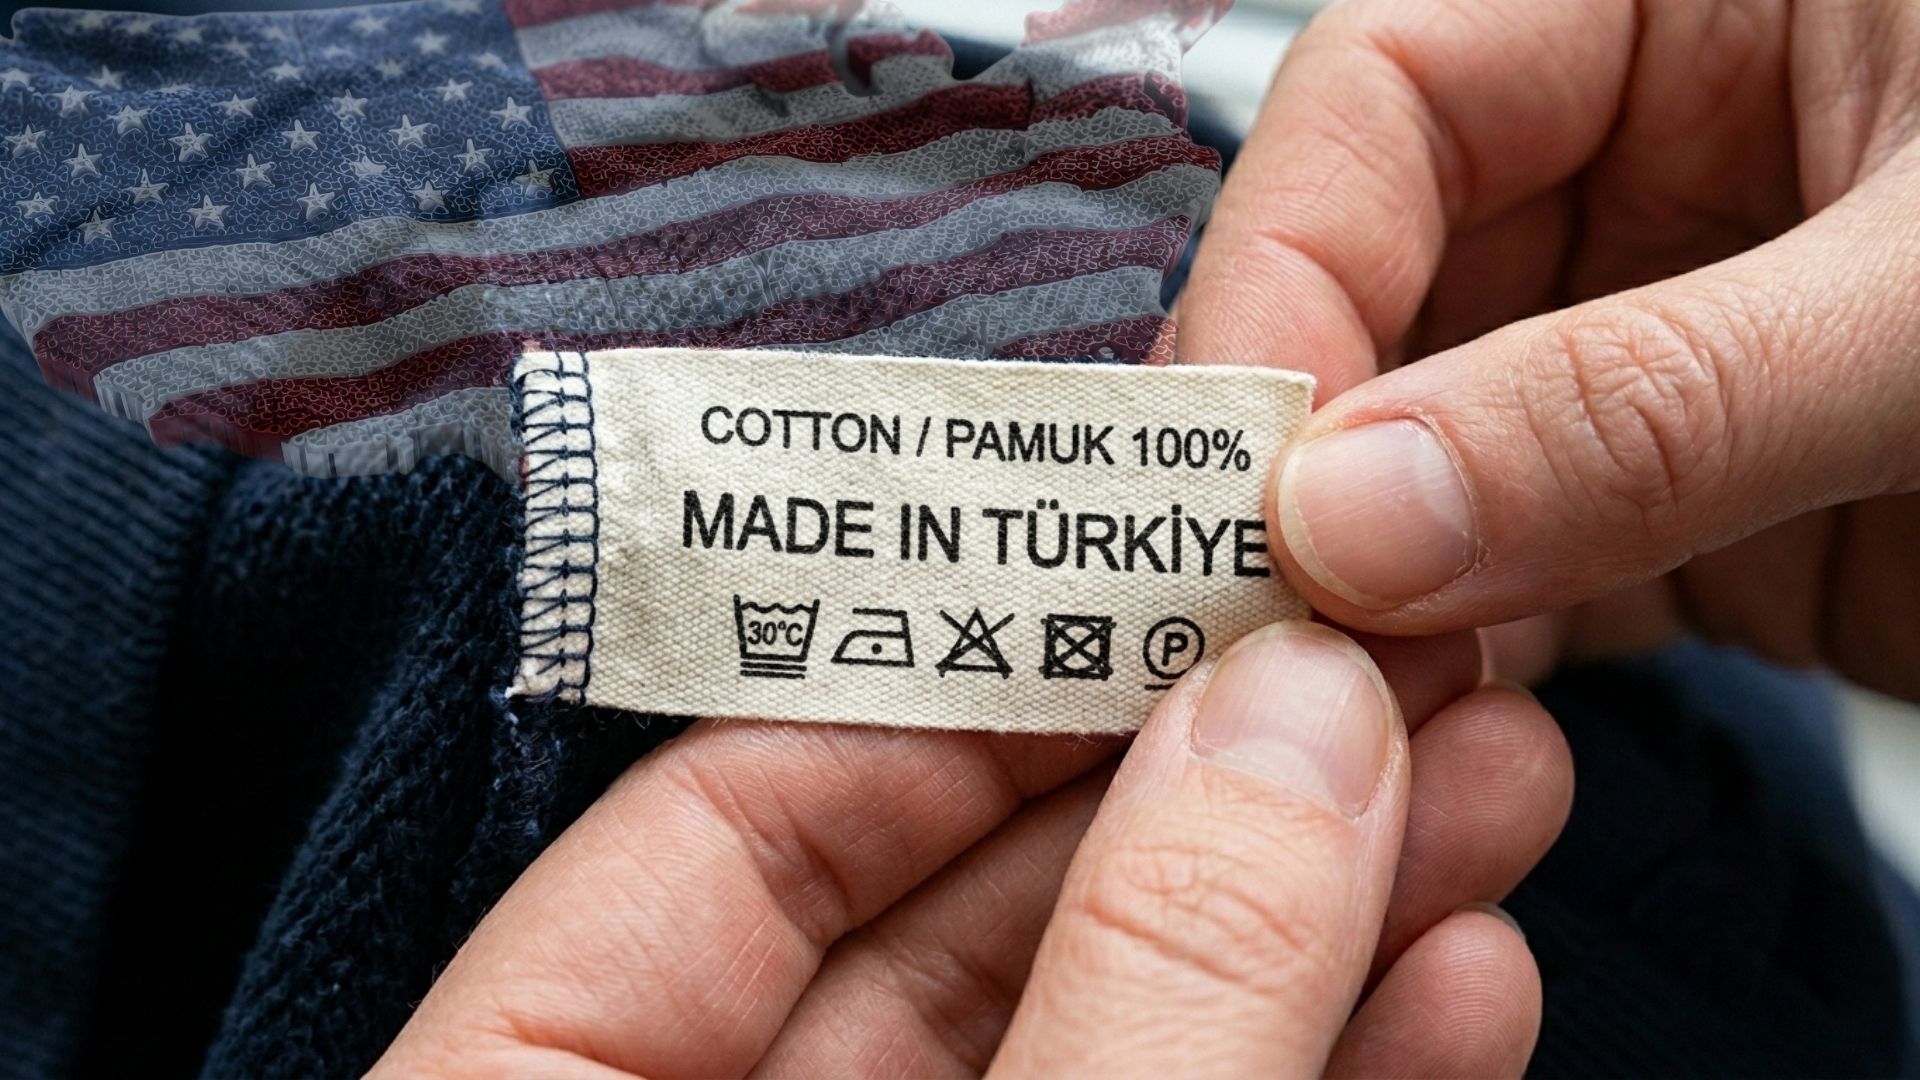 COTTON / PAMUK 100%
MADE IN TÜRKİYE
30°C
P